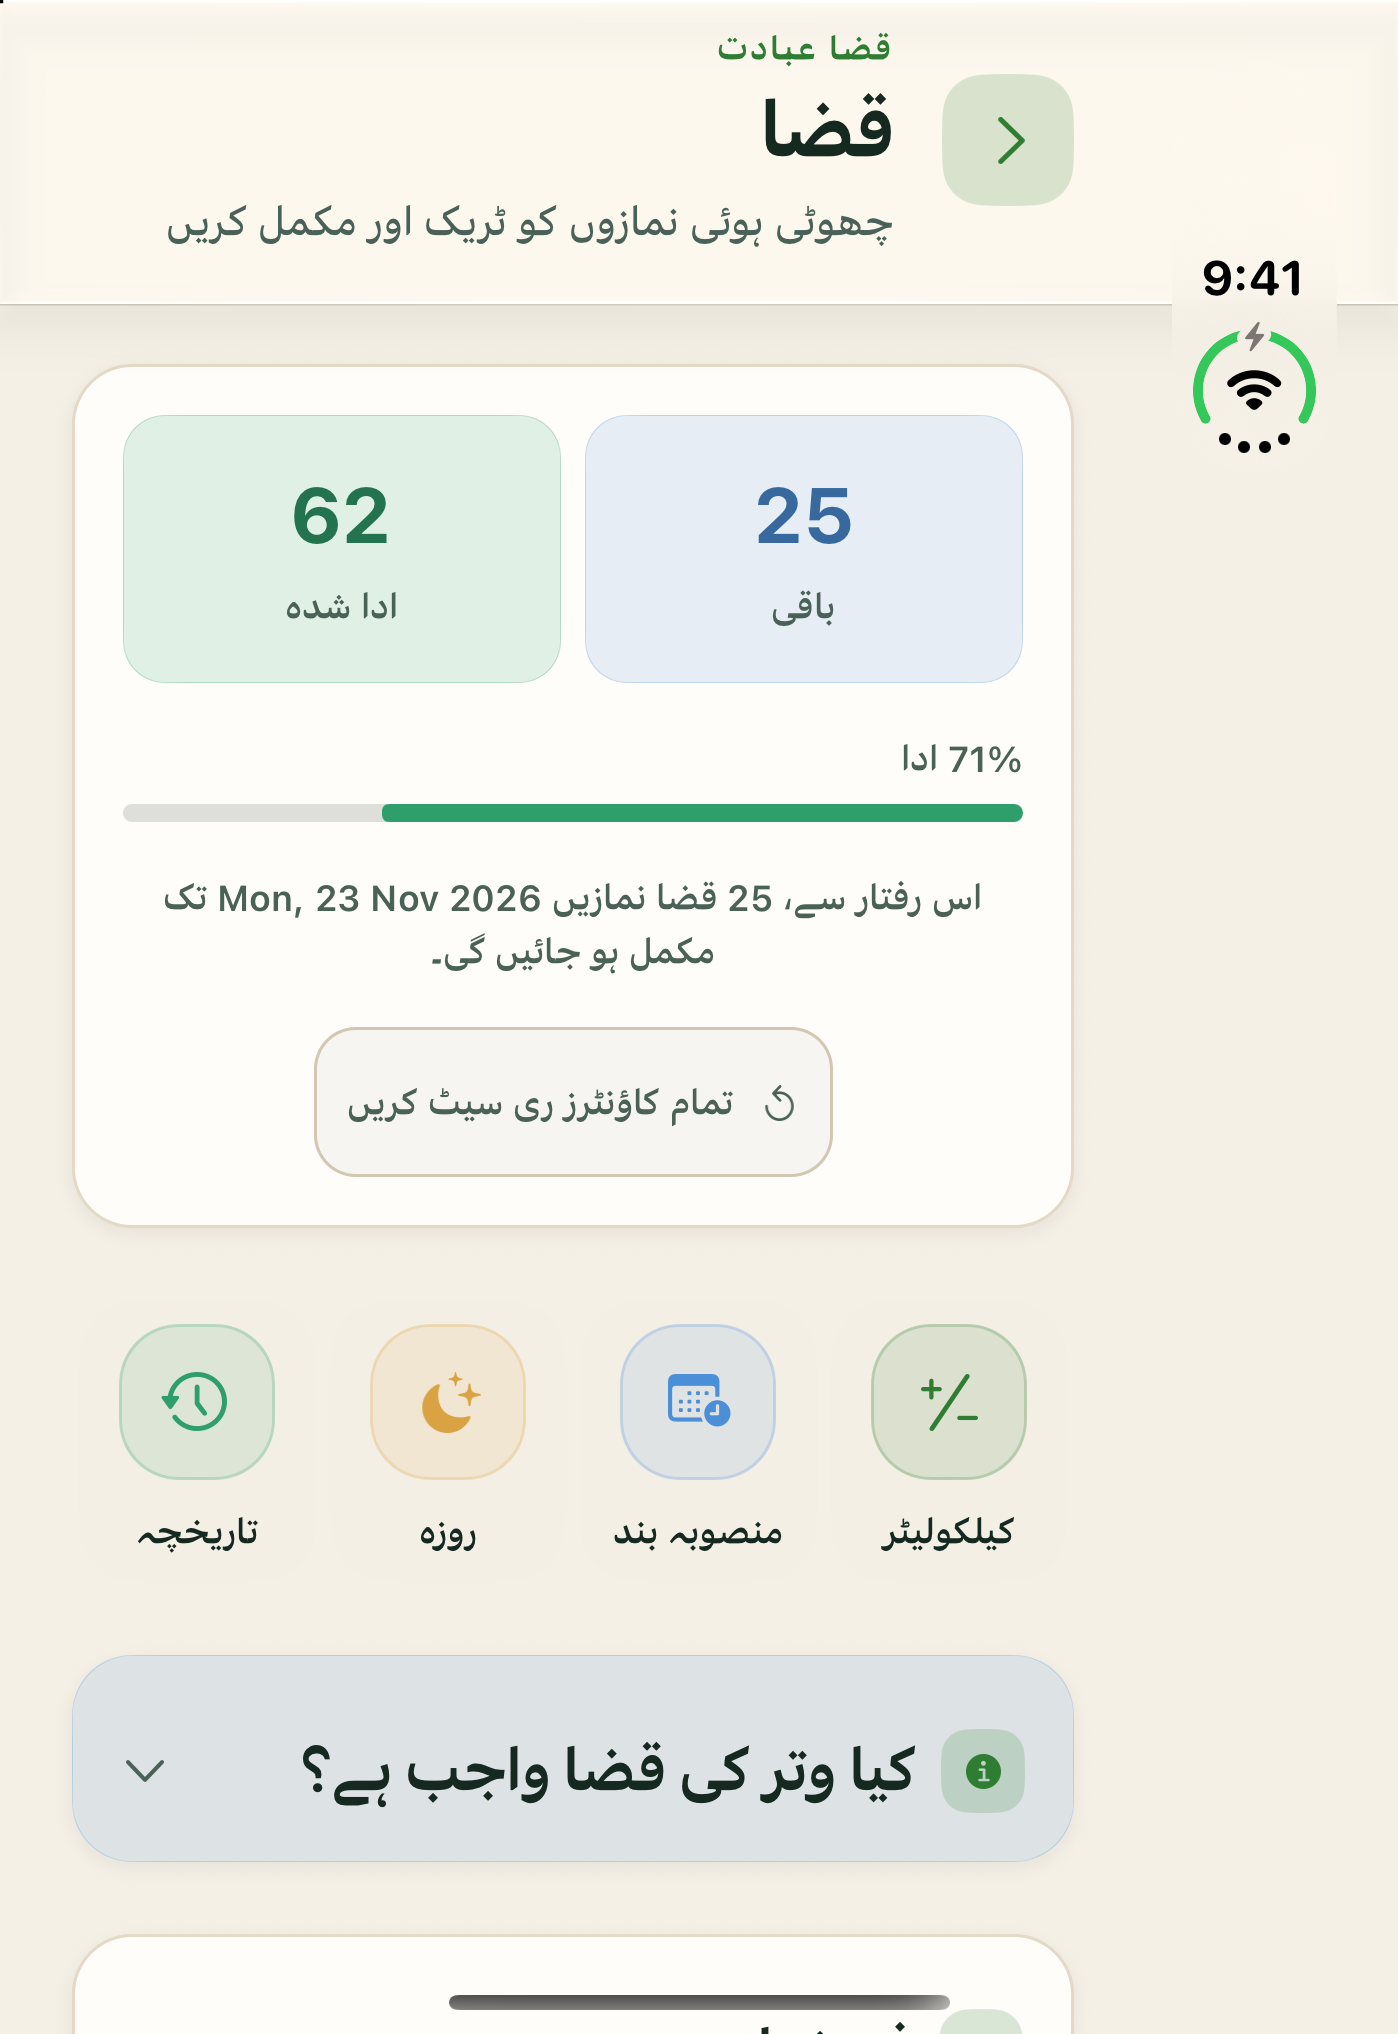 قضا عبادت
قضا
چھوٹی ہوئی نمازوں کو ٹریک اور مکمل کریں
9:41
25
باقی
62
ادا شدہ
71% ادا
اس رفتار سے، 25 قضا نمازیں Mon, 23 Nov 2026 تک
مکمل ہو جائیں گی۔
تمام کاؤنٹرز ری سیٹ کریں
کیلکولیٹر
منصوبہ بند
روزہ
تاریخچہ
کیا وتر کی قضا واجب ہے؟